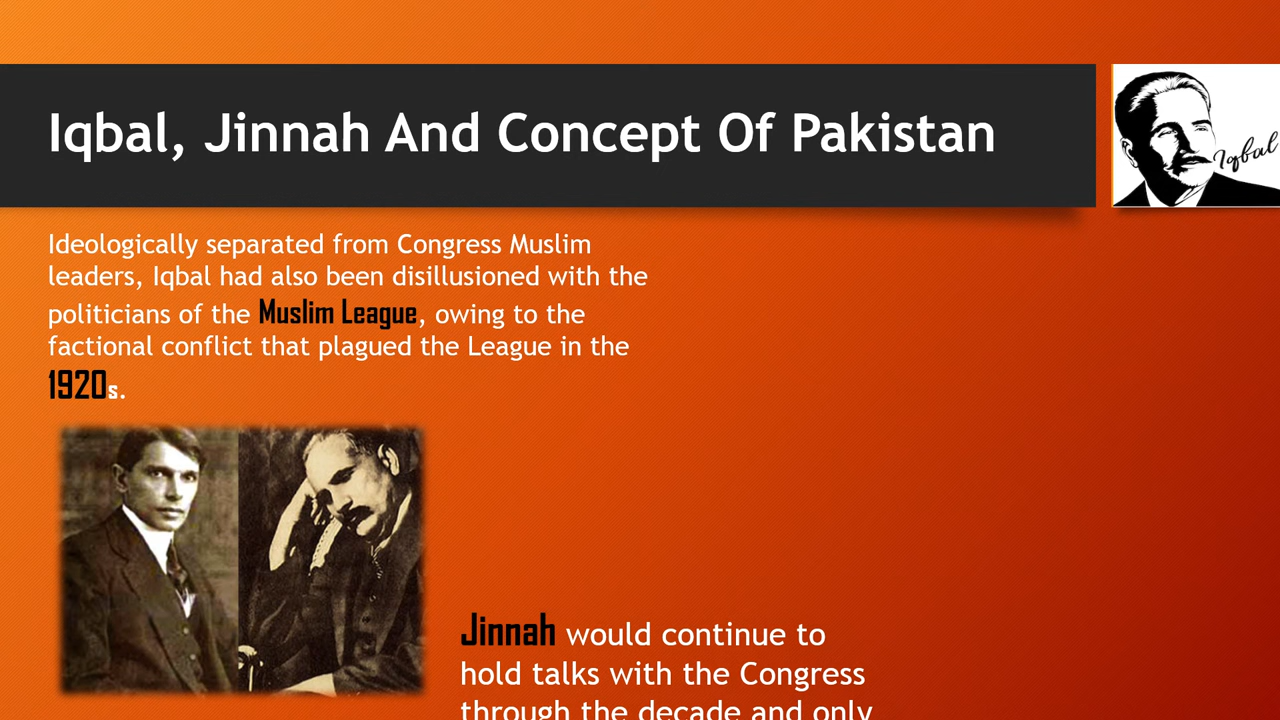 Iqbal, Jinnah And Concept Of Pakistan
Iqbal
Ideologically separated from Congress Muslim
leaders, Iqbal had also been disillusioned with the
politicians of the Muslim League, owing to the
factional conflict that plagued the League in the
1920s.
Jinnah would continue to
hold talks with the Congress
through the decade and only